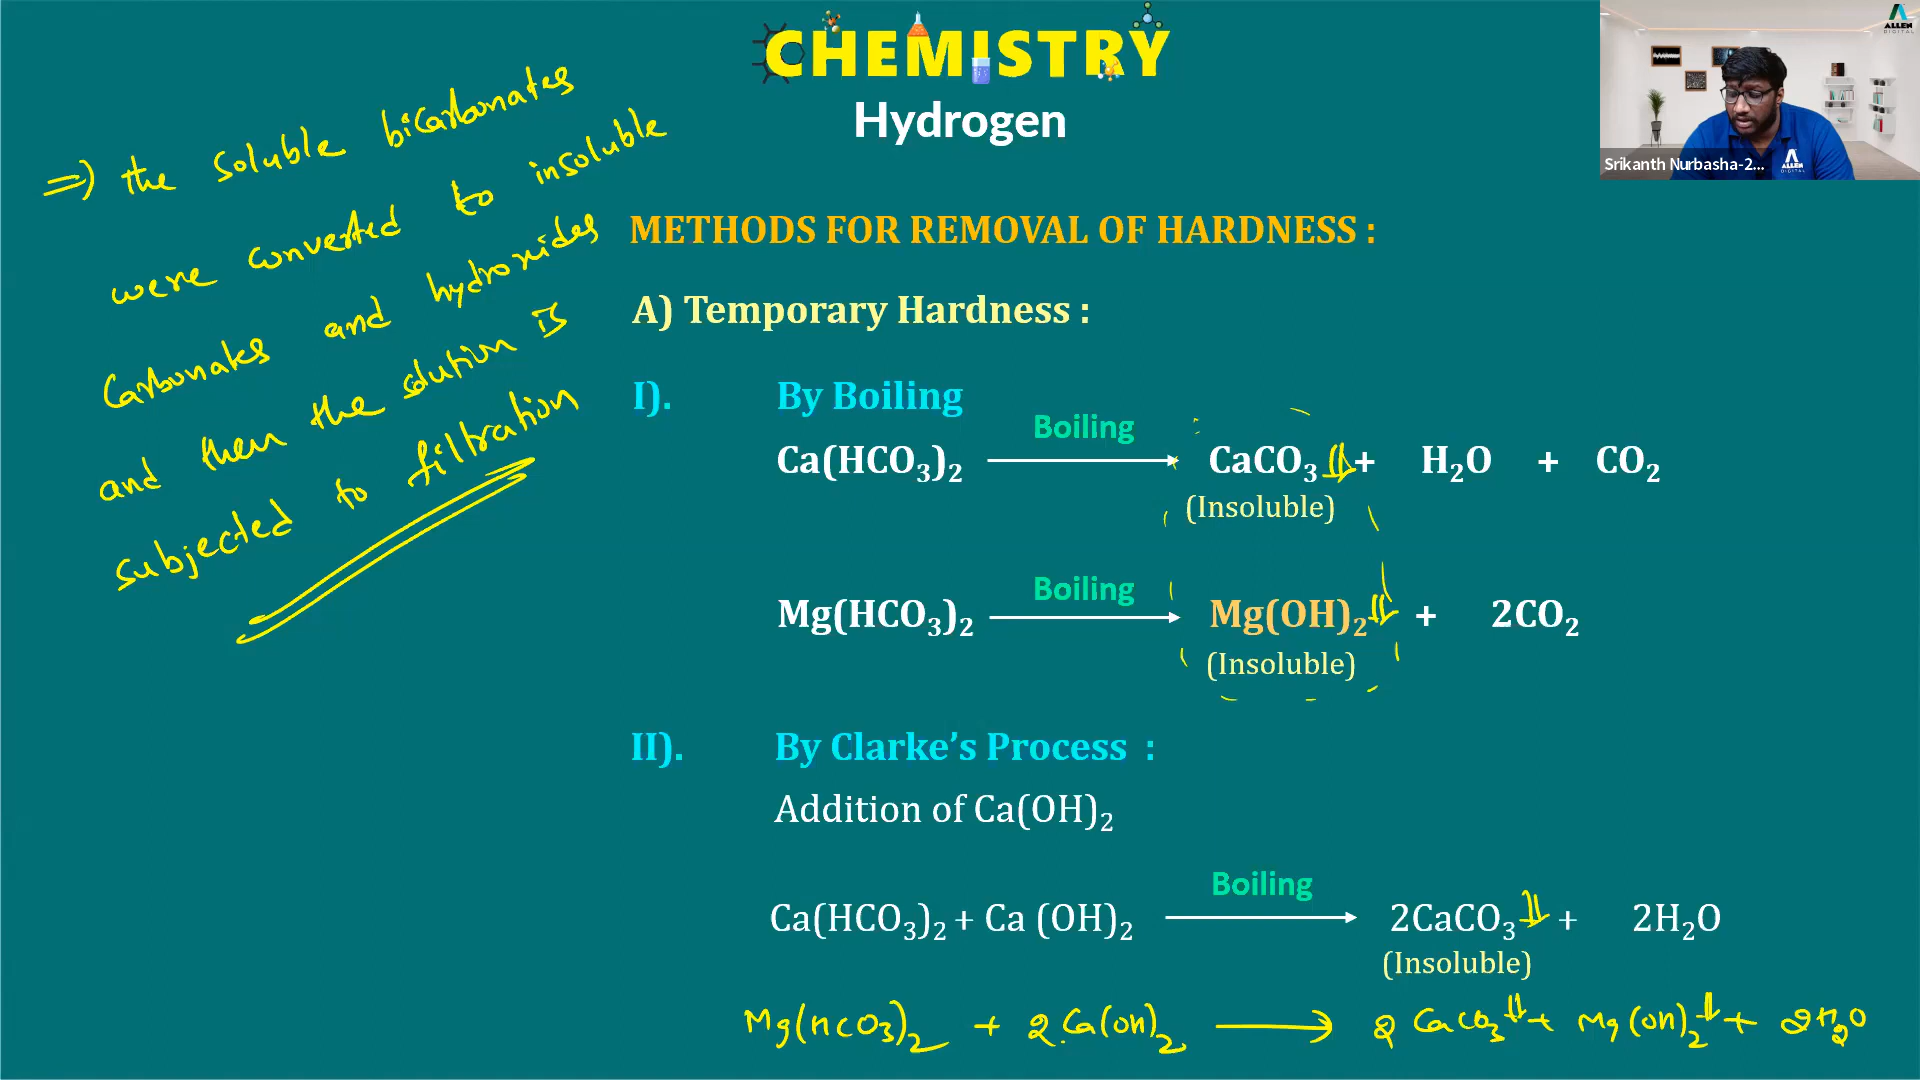 CHEMISTRY
Hydrogen
ALLEN
DIGITAL
ALLEN
DIGITAL
Srikanth Nurbasha-2...
=) the soluble bicarbonates
were converted to insoluble
Carbonates and hydroxides
and then the solution is
subjected to filtration
METHODS FOR REMOVAL OF HARDNESS :
A) Temporary Hardness :
I). By Boiling
Boiling
Ca(HCO₃)₂ → CaCO₃ ⇓ + H₂O + CO₂
(Insoluble)
Boiling
Mg(HCO₃)₂ → Mg(OH)₂ ⇓ + 2CO₂
(Insoluble)
II). By Clarke’s Process :
Addition of Ca(OH)₂
Boiling
Ca(HCO₃)₂ + Ca (OH)₂ → 2CaCO₃ ⇓ + 2H₂O
(Insoluble)
Mg(HCO₃)₂ + 2Ca(OH)₂ → 2CaCO₃ ⇓ + Mg(OH)₂ ⇓ + 2H₂O